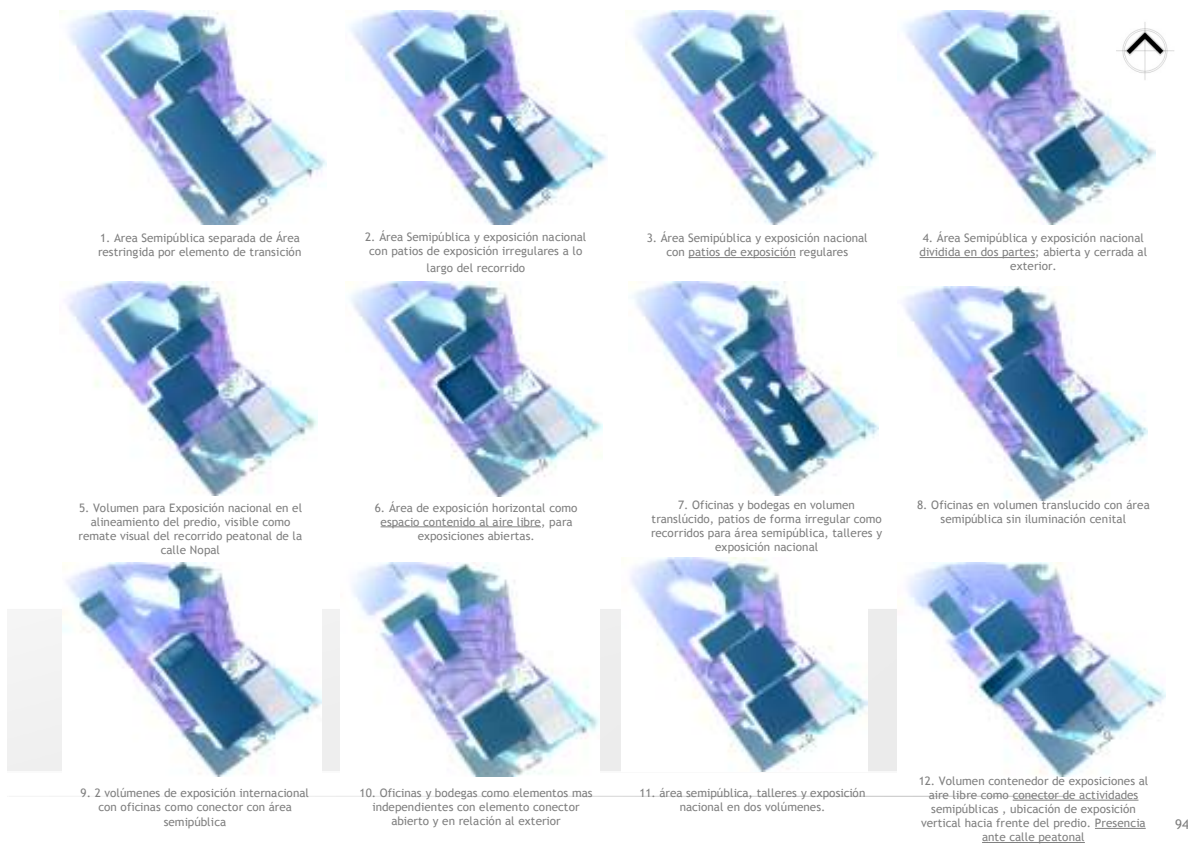 1. Area Semipública separada de Área
restringida por elemento de transición
2. Área Semipública y exposición nacional
con patios de exposición irregulares a lo
largo del recorrido
3. Área Semipública y exposición nacional
con patios de exposición regulares
4. Área Semipública y exposición nacional
dividida en dos partes; abierta y cerrada al
exterior.
5. Volumen para Exposición nacional en el
alineamiento del predio, visible como
remate visual del recorrido peatonal de la
calle Nopal
6. Área de exposición horizontal como
espacio contenido al aire libre, para
exposiciones abiertas.
7. Oficinas y bodegas en volumen
translúcido, patios de forma irregular como
recorridos para área semipública, talleres y
exposición nacional
8. Oficinas en volumen translucido con área
semipública sin iluminación cenital
9. 2 volúmenes de exposición internacional
con oficinas como conector con área
semipública
10. Oficinas y bodegas como elementos mas
independientes con elemento conector
abierto y en relación al exterior
11. área semipública, talleres y exposición
nacional en dos volúmenes.
12. Volumen contenedor de exposiciones al
aire libre como conector de actividades
semipúblicas , ubicación de exposición
vertical hacia frente del predio. Presencia
ante calle peatonal
94